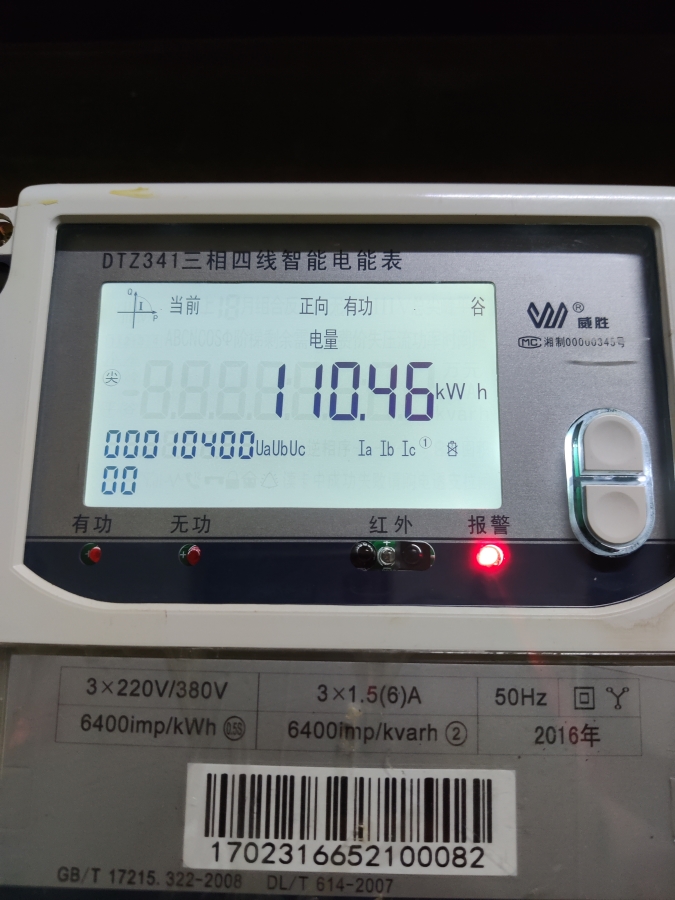 DTZ341三相四线智能电能表
Q I P 当前 正向 有功 谷
电量
威胜®
MC 湘制00000345号
尖 110.46 kWh
00010400 UaUbUc Ia Ib Ic ①
00
有功 无功 红外 报警
3×220V/380V 3×1.5(6)A 50Hz
6400imp/kWh 0.5S 6400imp/kvarh ② 2016年
1702316652100082
GB/T 17215.322-2008 DL/T 614-2007